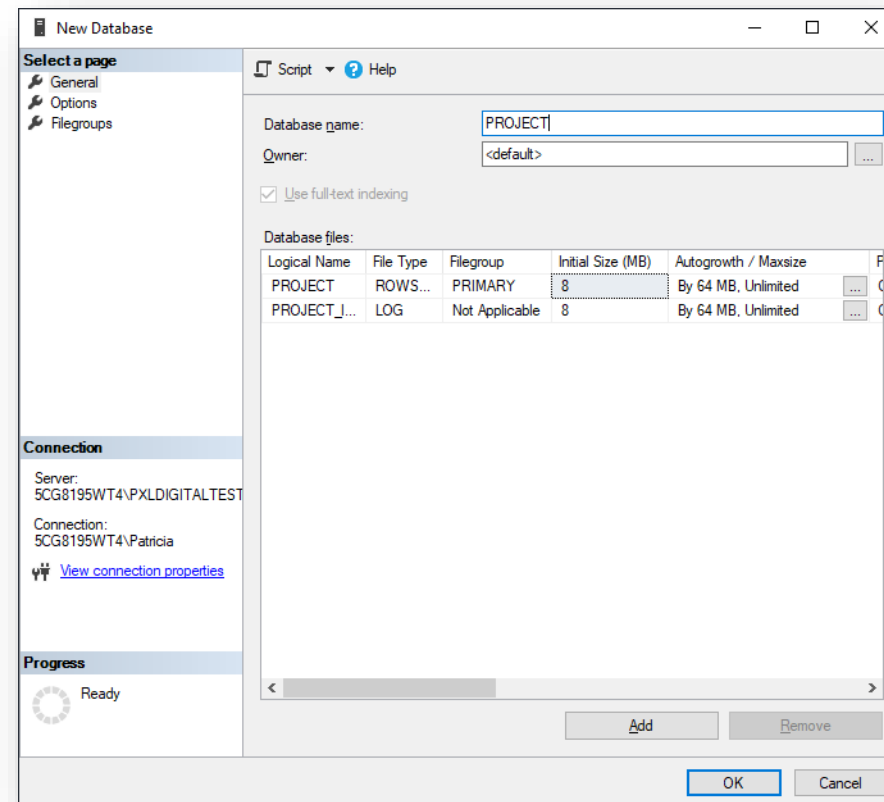 New Database
Select a page
General
Options
Filegroups
Script Help
Database name: PROJECT
Owner: <default> ...
Use full-text indexing
Database files:
Logical Name File Type Filegroup Initial Size (MB) Autogrowth / Maxsize
PROJECT ROWS... PRIMARY 8 By 64 MB, Unlimited ...
PROJECT_l... LOG Not Applicable 8 By 64 MB, Unlimited ...
Connection
Server:
5CG8195WT4\PXLDIGITALTEST
Connection:
5CG8195WT4\Patricia
View connection properties
Progress
Ready
Add Remove
OK Cancel